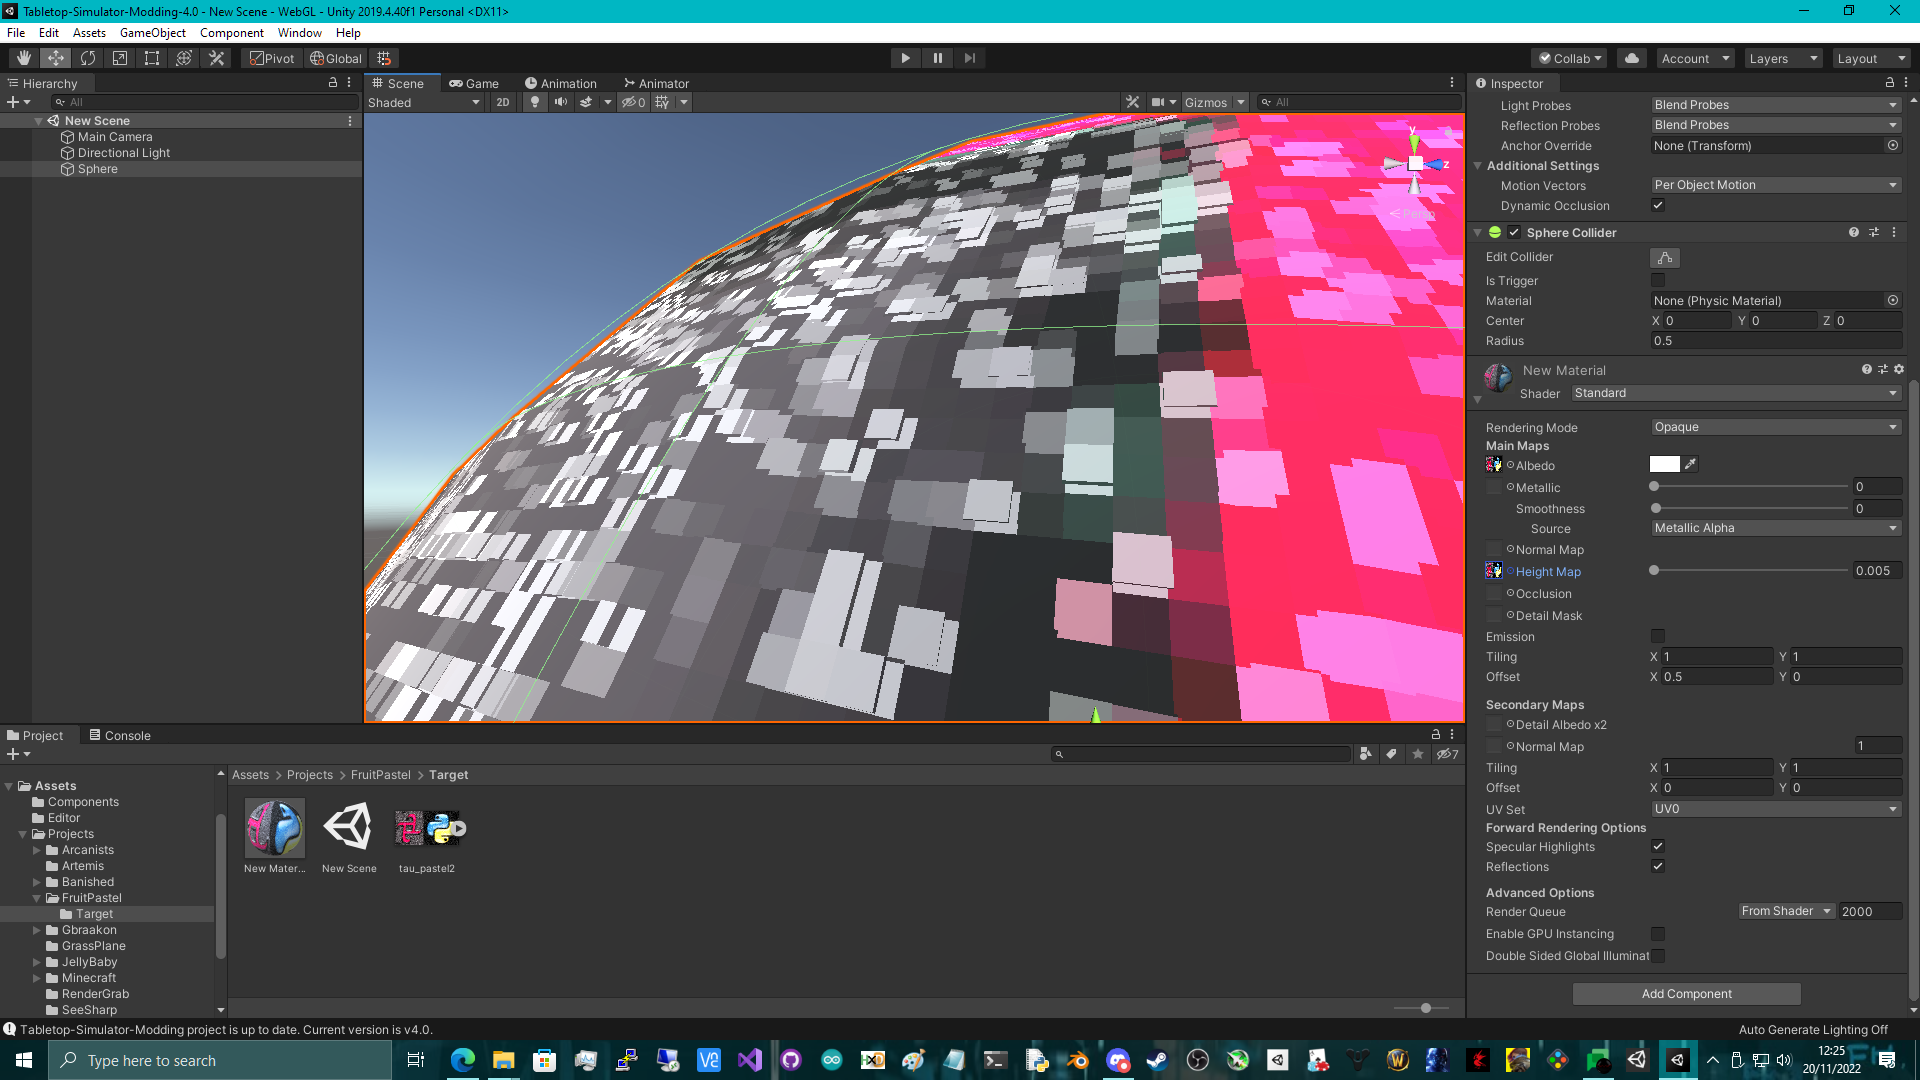 Tabletop-Simulator-Modding-4.0 - New Scene - WebGL - Unity 2019.4.40f1 Personal <DX11>
File Edit Assets GameObject Component Window Help
Pivot Global
Collab Account Layers Layout
Hierarchy
All
New Scene
Main Camera
Directional Light
Sphere
Scene Game Animation Animator
Shaded 2D 0 Gizmos All
y
z
Persp
Inspector
Light Probes Blend Probes
Reflection Probes Blend Probes
Anchor Override None (Transform)
Additional Settings
Motion Vectors Per Object Motion
Dynamic Occlusion
Sphere Collider
Edit Collider
Is Trigger
Material None (Physic Material)
Center X 0 Y 0 Z 0
Radius 0.5
New Material
Shader Standard
Rendering Mode Opaque
Main Maps
Albedo
Metallic 0
Smoothness 0
Source Metallic Alpha
Normal Map
Height Map 0.005
Occlusion
Detail Mask
Emission
Tiling X 1 Y 1
Offset X 0.5 Y 0
Secondary Maps
Detail Albedo x2
Normal Map 1
Tiling X 1 Y 1
Offset X 0 Y 0
UV Set UV0
Forward Rendering Options
Specular Highlights
Reflections
Advanced Options
Render Queue From Shader 2000
Enable GPU Instancing
Double Sided Global Illuminat
Add Component
Project Console
7
Assets
Components
Editor
Projects
Arcanists
Artemis
Banished
FruitPastel
Target
Gbraakon
GrassPlane
JellyBaby
Minecraft
RenderGrab
SeeSharp
Assets > Projects > FruitPastel > Target
New Mater... New Scene tau_pastel2
Tabletop-Simulator-Modding project is up to date. Current version is v4.0.
Auto Generate Lighting Off
Type here to search
12:25
20/11/2022